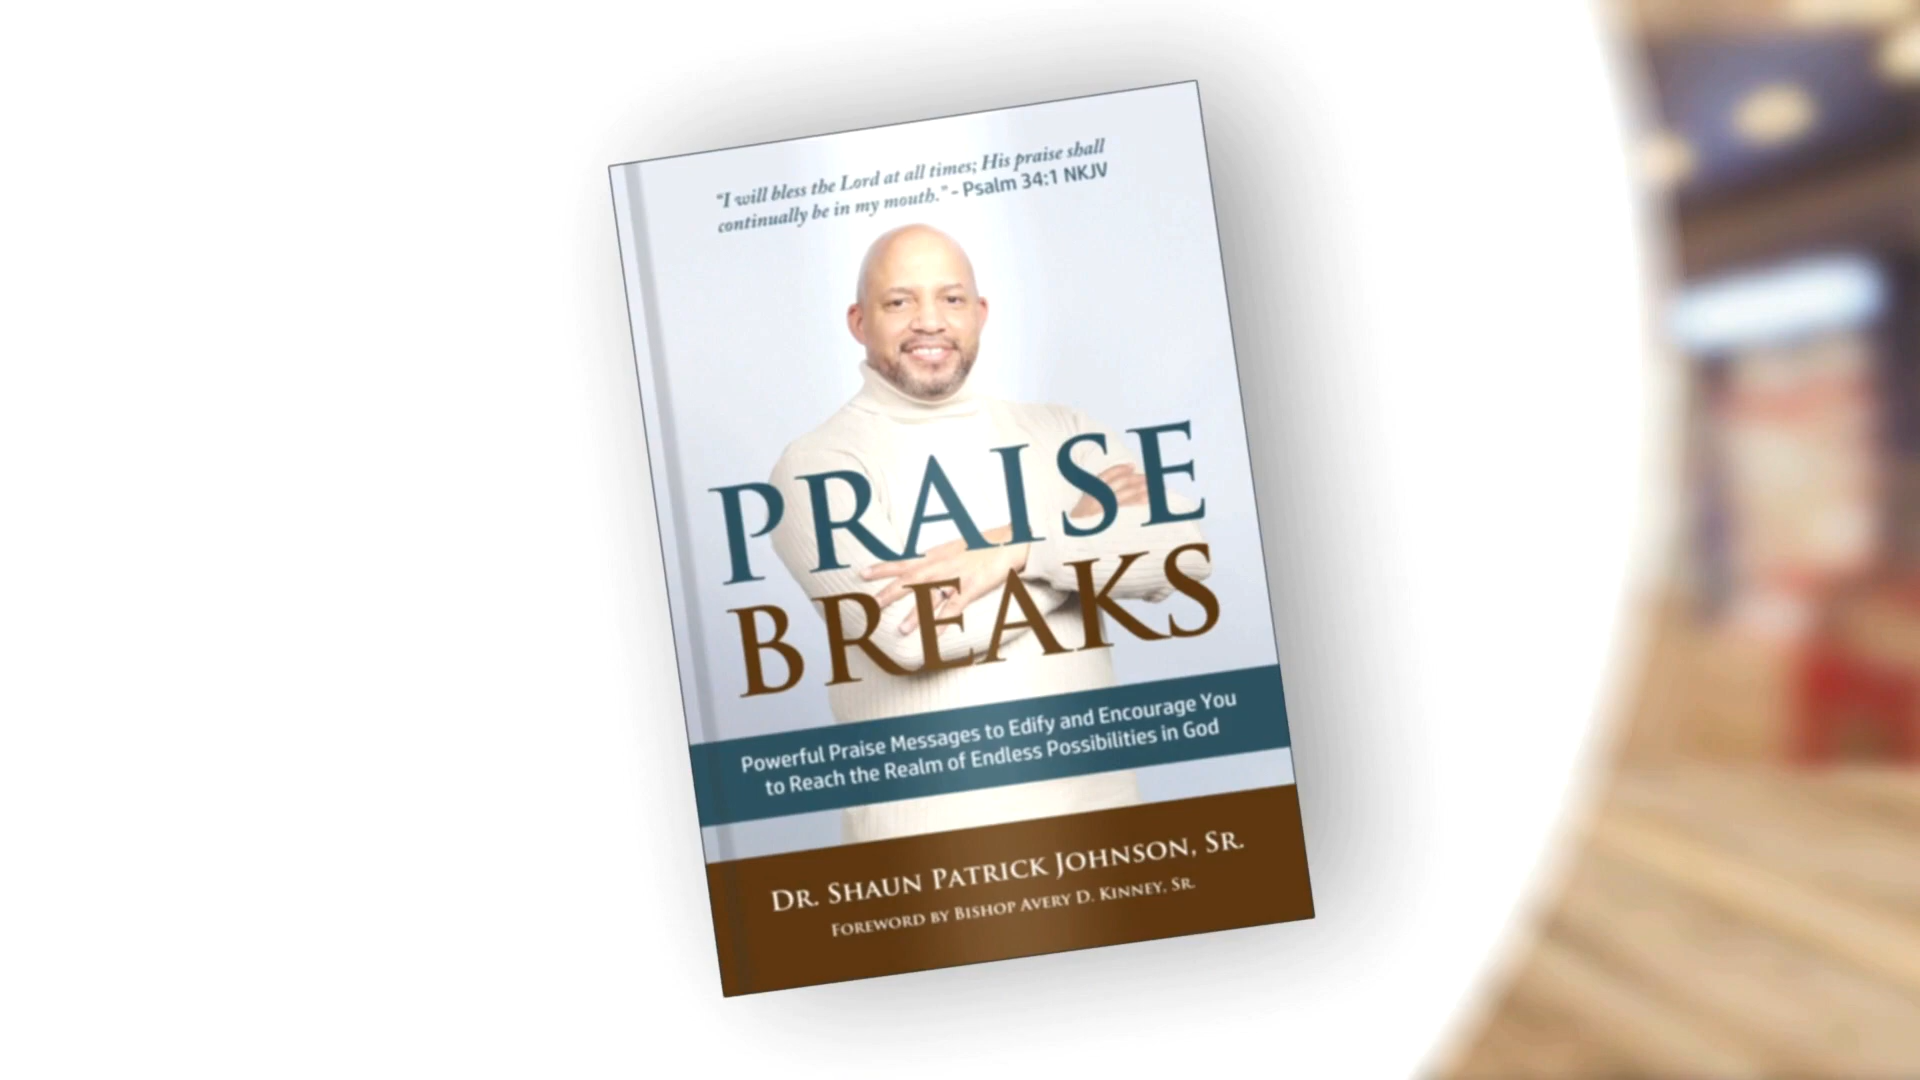 “I will bless the Lord at all times; His praise shall
continually be in my mouth.” - Psalm 34:1 NKJV
PRAISE
BREAKS
Powerful Praise Messages to Edify and Encourage You
to Reach the Realm of Endless Possibilities in God
DR. SHAUN PATRICK JOHNSON, SR.
FOREWORD BY BISHOP AVERY D. KINNEY, SR.